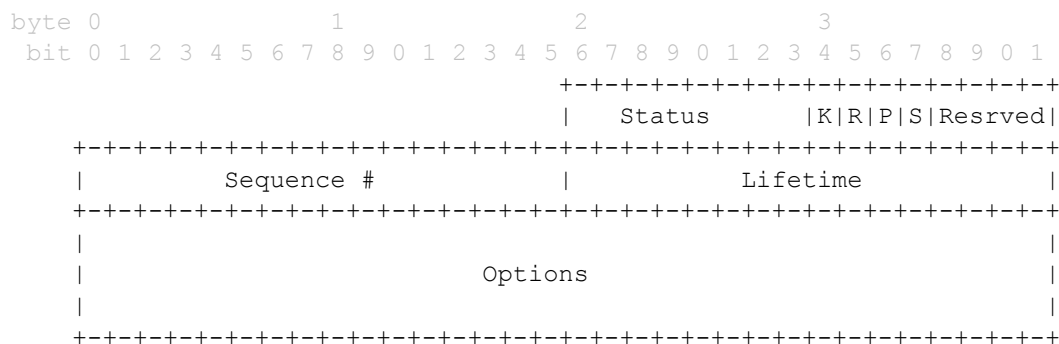 byte 0 1 2 3
bit 0 1 2 3 4 5 6 7 8 9 0 1 2 3 4 5 6 7 8 9 0 1 2 3 4 5 6 7 8 9 0 1
+-+-+-+-+-+-+-+-+-+-+-+-+-+-+-+-+
| Status |K|R|P|S|Resrved|
+-+-+-+-+-+-+-+-+-+-+-+-+-+-+-+-+-+-+-+-+-+-+-+-+-+-+-+-+-+-+-+-+
| Sequence # | Lifetime |
+-+-+-+-+-+-+-+-+-+-+-+-+-+-+-+-+-+-+-+-+-+-+-+-+-+-+-+-+-+-+-+-+
| |
| Options |
| |
+-+-+-+-+-+-+-+-+-+-+-+-+-+-+-+-+-+-+-+-+-+-+-+-+-+-+-+-+-+-+-+-+